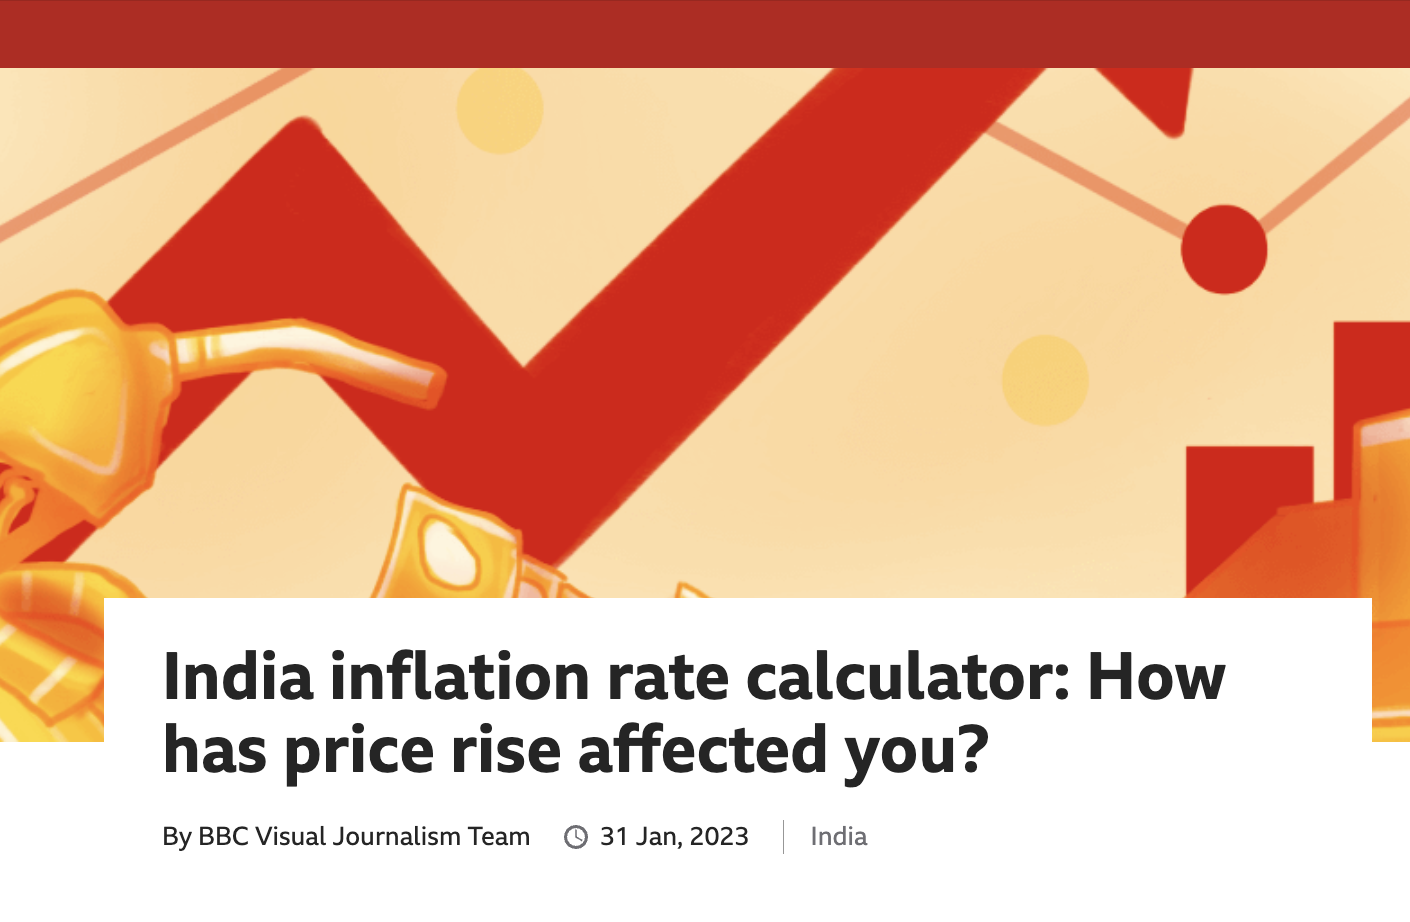 India inflation rate calculator: How
has price rise affected you?
By BBC Visual Journalism Team 31 Jan, 2023 India